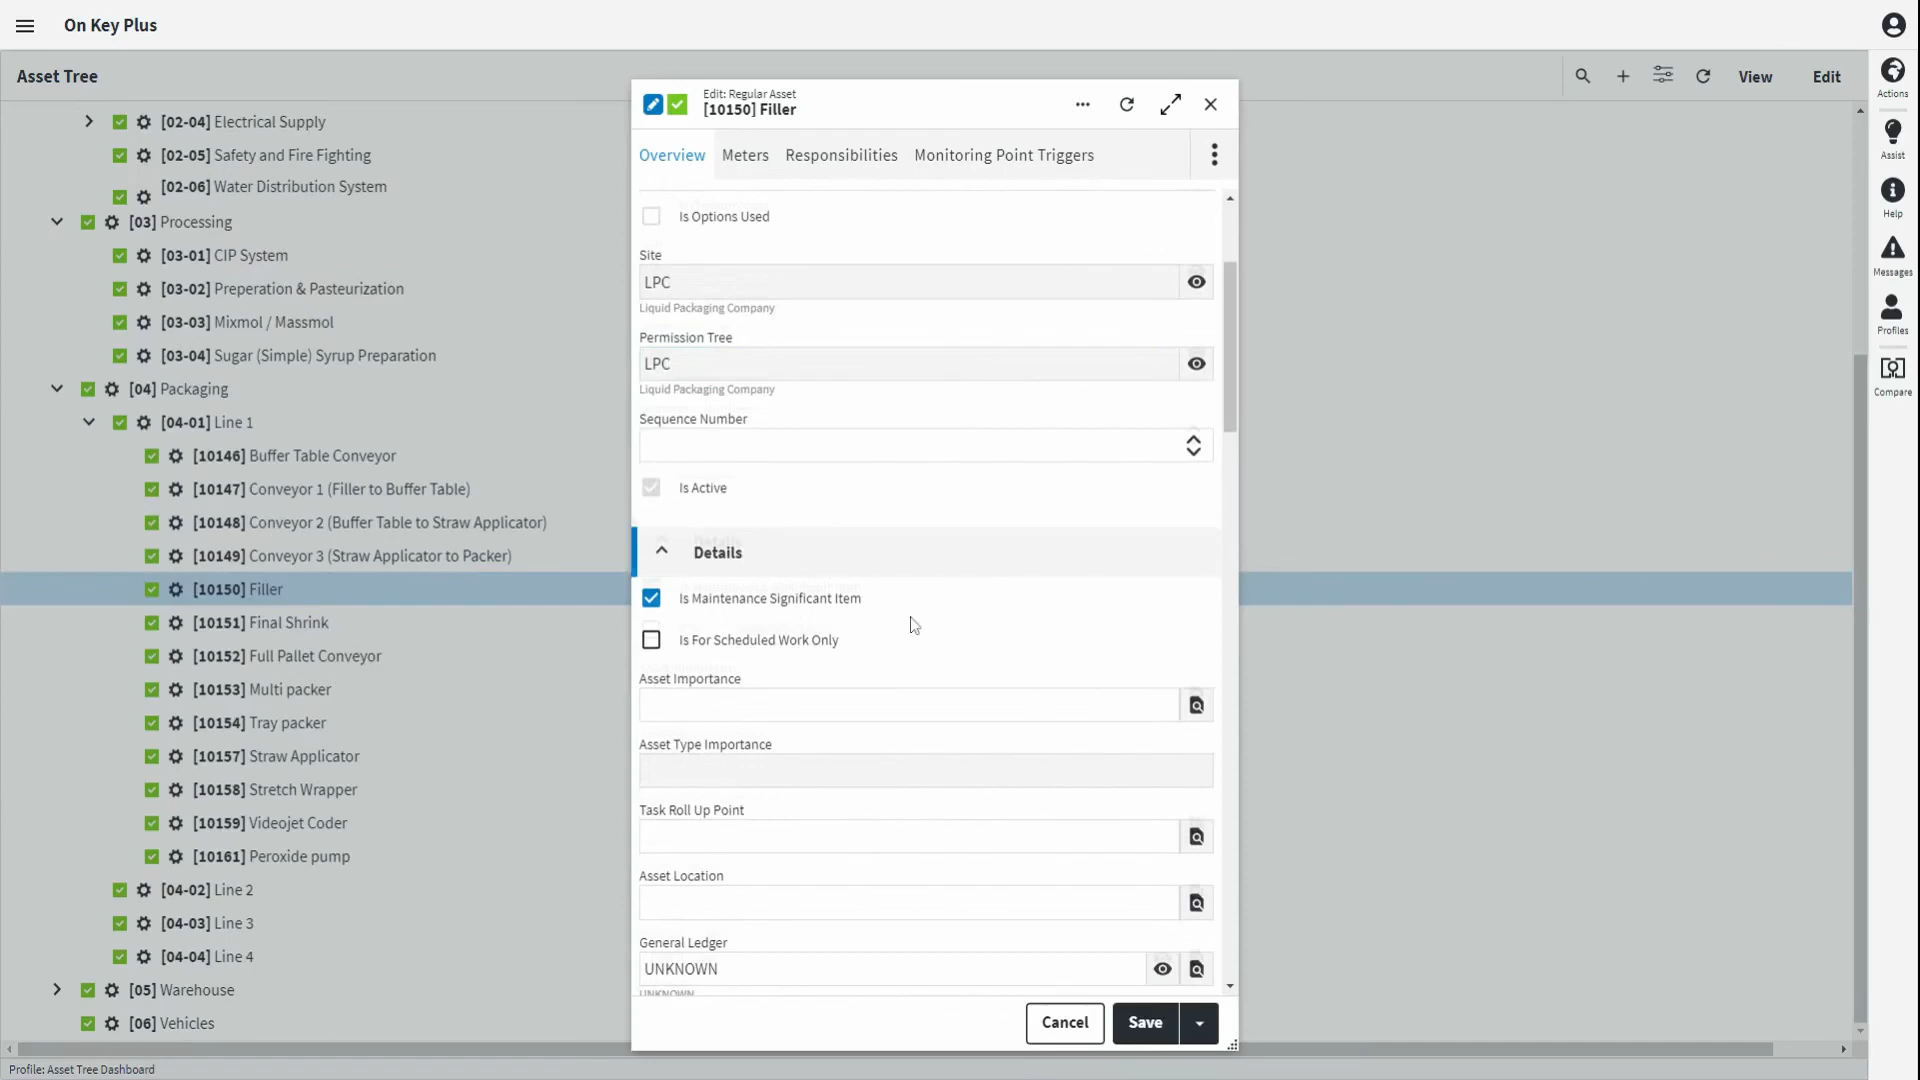 On Key Plus
Asset Tree
View
Edit
[02-04] Electrical Supply
[02-05] Safety and Fire Fighting
[02-06] Water Distribution System
[03] Processing
[03-01] CIP System
[03-02] Preperation & Pasteurization
[03-03] Mixmol / Massmol
[03-04] Sugar (Simple) Syrup Preparation
[04] Packaging
[04-01] Line 1
[10146] Buffer Table Conveyor
[10147] Conveyor 1 (Filler to Buffer Table)
[10148] Conveyor 2 (Buffer Table to Straw Applicator)
[10149] Conveyor 3 (Straw Applicator to Packer)
[10150] Filler
[10151] Final Shrink
[10152] Full Pallet Conveyor
[10153] Multi packer
[10154] Tray packer
[10157] Straw Applicator
[10158] Stretch Wrapper
[10159] Videojet Coder
[10161] Peroxide pump
[04-02] Line 2
[04-03] Line 3
[04-04] Line 4
[05] Warehouse
[06] Vehicles
Edit: Regular Asset
[10150] Filler
Overview
Meters
Responsibilities
Monitoring Point Triggers
Is Options Used
Site
LPC
Liquid Packaging Company
Permission Tree
LPC
Liquid Packaging Company
Sequence Number
Is Active
Details
Is Maintenance Significant Item
Is For Scheduled Work Only
Asset Importance
Asset Type Importance
Task Roll Up Point
Asset Location
General Ledger
UNKNOWN
UNKNOWN
Cancel
Save
Actions
Assist
Help
Messages
Profiles
Compare
Profile: Asset Tree Dashboard